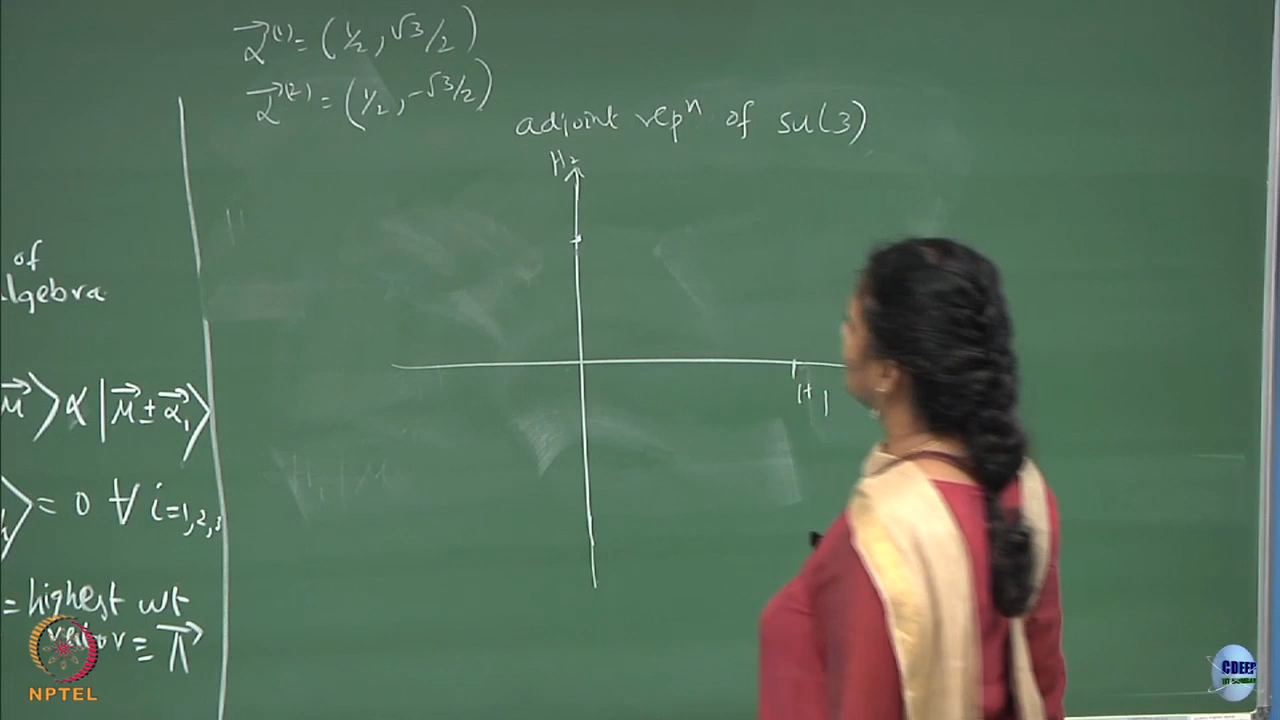 α⃗⁽¹⁾ = (1/2, √3/2)
α⃗⁽²⁾ = (1/2, -√3/2)
adjoint repⁿ of su(3)
H₂
H₁
of
lgebra
μ⃗⟩ ∝ |μ⃗ ± α⃗₁⟩
⟩ = 0 ∀ i=1,2,3
= highest wt
vector ≡ Λ⃗
NPTEL
CDEEP